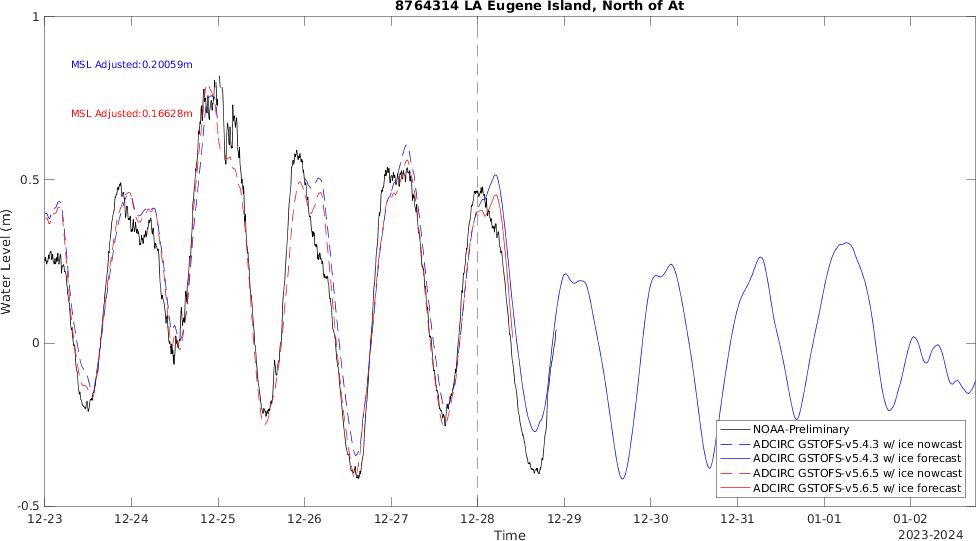 8764314 LA Eugene Island, North of At
1
MSL Adjusted:0.20059m
MSL Adjusted:0.16628m
0.5
Water Level (m)
0
NOAA-Preliminary
ADCIRC GSTOFS-v5.4.3 w/ ice nowcast
ADCIRC GSTOFS-v5.4.3 w/ ice forecast
ADCIRC GSTOFS-v5.6.5 w/ ice nowcast
ADCIRC GSTOFS-v5.6.5 w/ ice forecast
-0.5
12-23 12-24 12-25 12-26 12-27 12-28 12-29 12-30 12-31 01-01 01-02
Time
2023-2024